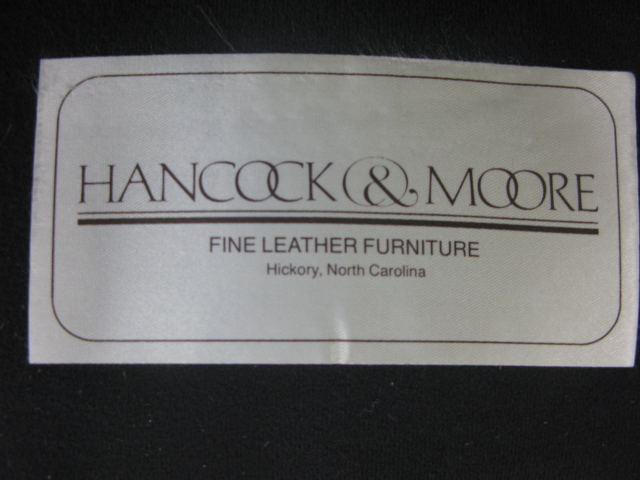 HANCOCK & MOORE
FINE LEATHER FURNITURE
Hickory, North Carolina